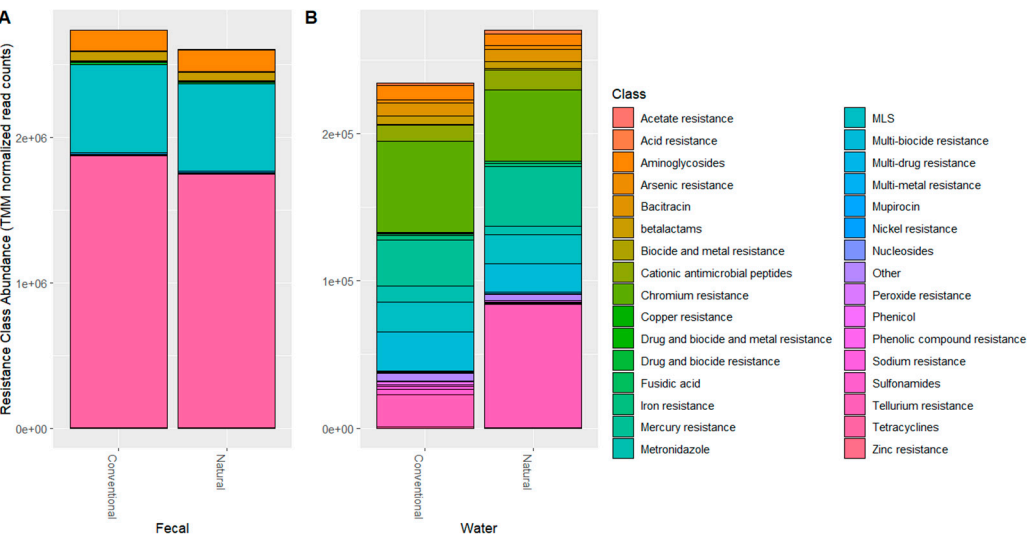 A
B
Resistance Class Abundance (TMM normalized read counts)
2e+06
1e+06
0e+00
Conventional
Natural
Fecal
2e+05
1e+05
0e+00
Conventional
Natural
Water
Class
Acetate resistance
Acid resistance
Aminoglycosides
Arsenic resistance
Bacitracin
betalactams
Biocide and metal resistance
Cationic antimicrobial peptides
Chromium resistance
Copper resistance
Drug and biocide and metal resistance
Drug and biocide resistance
Fusidic acid
Iron resistance
Mercury resistance
Metronidazole
MLS
Multi-biocide resistance
Multi-drug resistance
Multi-metal resistance
Mupirocin
Nickel resistance
Nucleosides
Other
Peroxide resistance
Phenicol
Phenolic compound resistance
Sodium resistance
Sulfonamides
Tellurium resistance
Tetracyclines
Zinc resistance